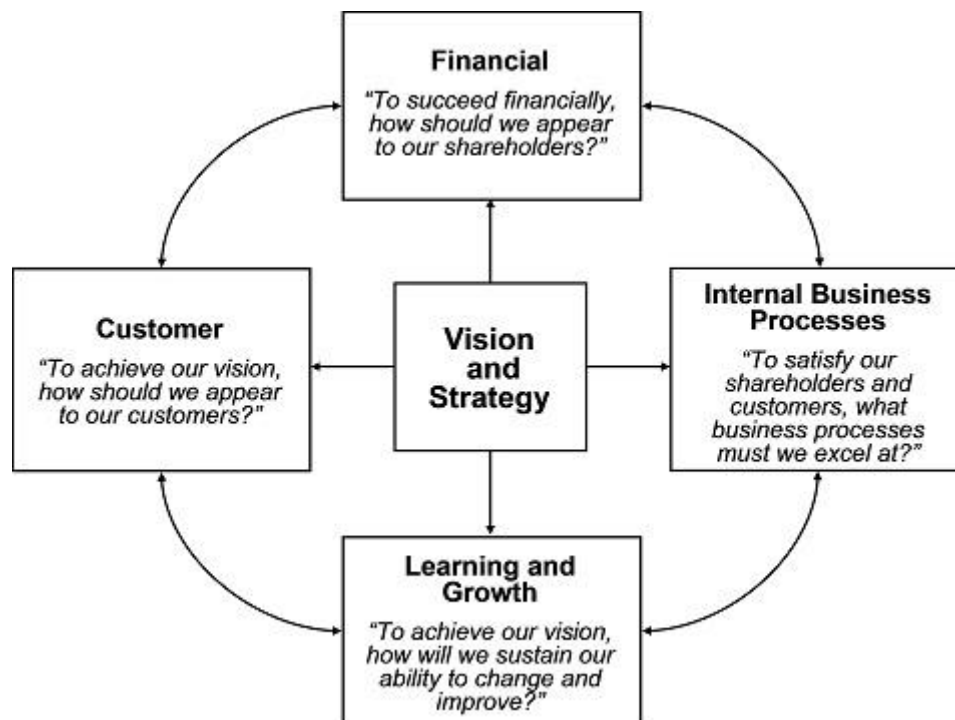 Financial
“To succeed financially,
how should we appear
to our shareholders?”
Customer
“To achieve our vision,
how should we appear
to our customers?”
Vision
and
Strategy
Internal Business
Processes
“To satisfy our
shareholders and
customers, what
business processes
must we excel at?”
Learning and
Growth
“To achieve our vision,
how will we sustain our
ability to change and
improve?”